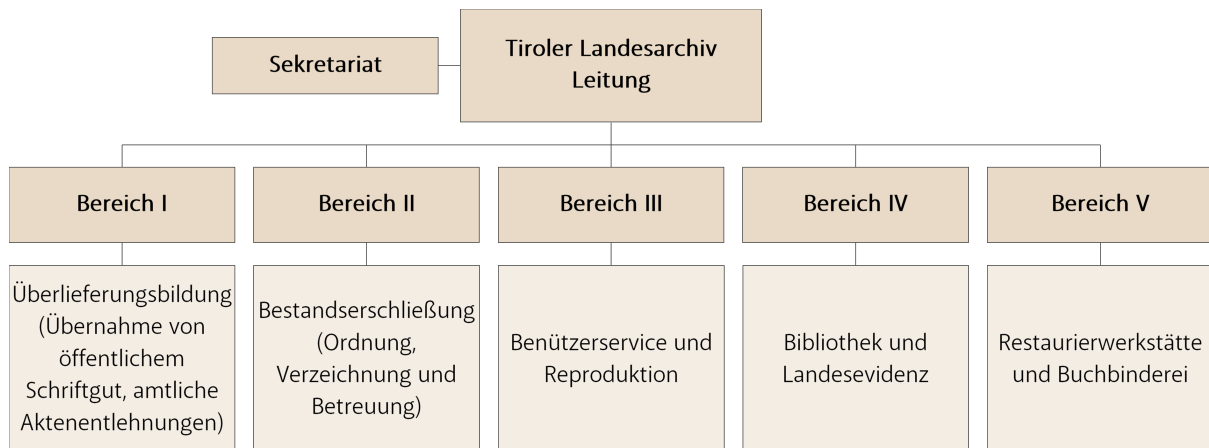 Sekretariat
Tiroler Landesarchiv
Leitung
Bereich I
Bereich II
Bereich III
Bereich IV
Bereich V
Überlieferungsbildung
(Übernahme von
öffentlichem
Schriftgut, amtliche
Aktenentlehnungen)
Bestandserschließung
(Ordnung,
Verzeichnung und
Betreuung)
Benützerservice und
Reproduktion
Bibliothek und
Landesevidenz
Restaurierwerkstätte
und Buchbinderei